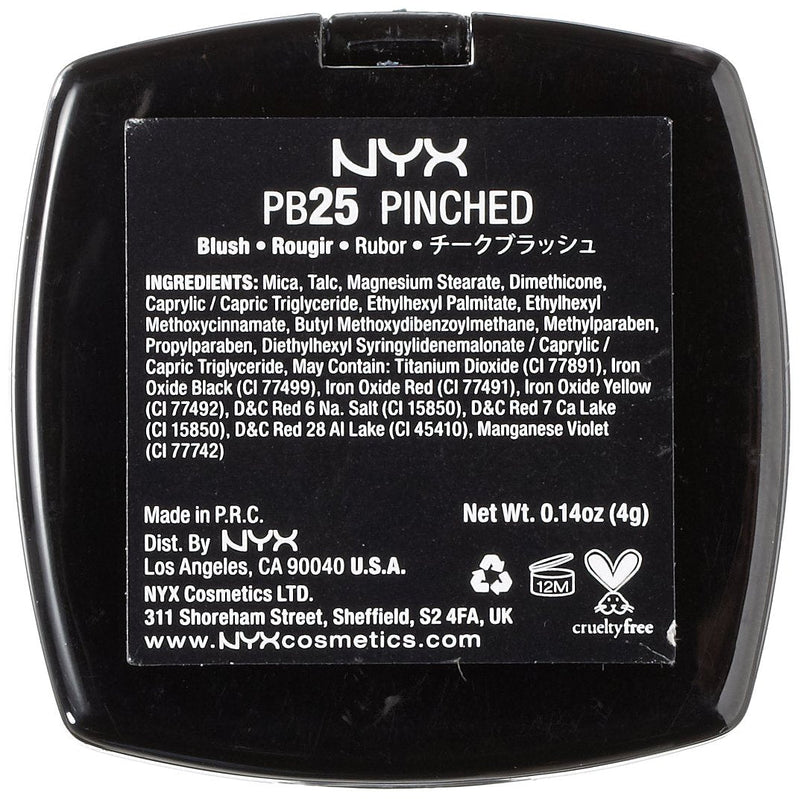 NYX
PB25 PINCHED
Blush • Rougir • Rubor • チークブラッシュ
INGREDIENTS: Mica, Talc, Magnesium Stearate, Dimethicone,
Caprylic / Capric Triglyceride, Ethylhexyl Palmitate, Ethylhexyl
Methoxycinnamate, Butyl Methoxydibenzoylmethane, Methylparaben,
Propylparaben, Diethylhexyl Syringylidenemalonate / Caprylic /
Capric Triglyceride, May Contain: Titanium Dioxide (CI 77891), Iron
Oxide Black (CI 77499), Iron Oxide Red (CI 77491), Iron Oxide Yellow
(CI 77492), D&C Red 6 Na. Salt (CI 15850), D&C Red 7 Ca Lake
(CI 15850), D&C Red 28 Al Lake (CI 45410), Manganese Violet
(CI 77742)
Made in P.R.C.
Net Wt. 0.14oz (4g)
Dist. By NYX
Los Angeles, CA 90040 U.S.A.
12M
NYX Cosmetics LTD.
311 Shoreham Street, Sheffield, S2 4FA, UK
crueltyfree
www.NYXcosmetics.com